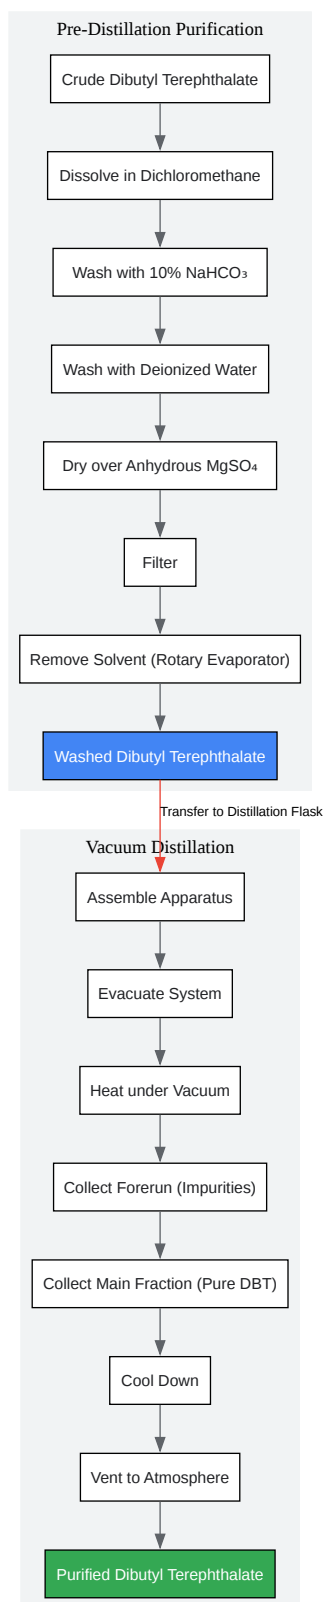 Pre-Distillation Purification
Crude Dibutyl Terephthalate
Dissolve in Dichloromethane
Wash with 10% NaHCO₃
Wash with Deionized Water
Dry over Anhydrous MgSO₄
Filter
Remove Solvent (Rotary Evaporator)
Washed Dibutyl Terephthalate
Transfer to Distillation Flask
Vacuum Distillation
Assemble Apparatus
Evacuate System
Heat under Vacuum
Collect Forerun (Impurities)
Collect Main Fraction (Pure DBT)
Cool Down
Vent to Atmosphere
Purified Dibutyl Terephthalate